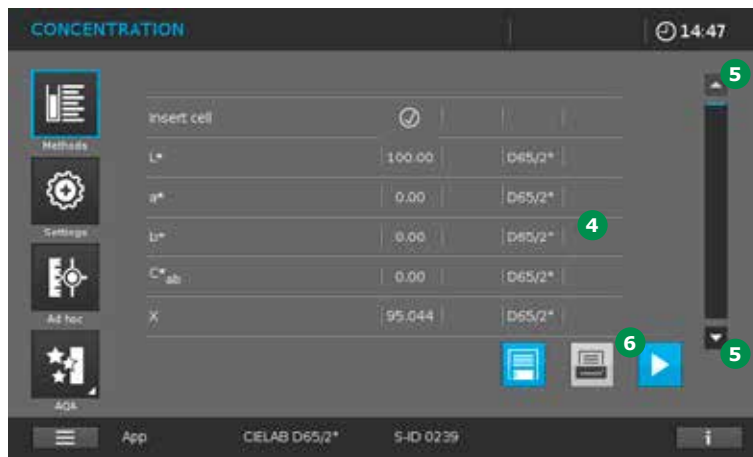 CONCENTRATION 14:47
5
Insert cell
Methods
L* 100.00 D65/2°
a* 0.00 D65/2°
Settings
b* 0.00 D65/2°
4
C*ab 0.00 D65/2°
Ad hoc
X 95.044 D65/2°
6
5
AQA
App CIELAB D65/2° S-ID 0239 i